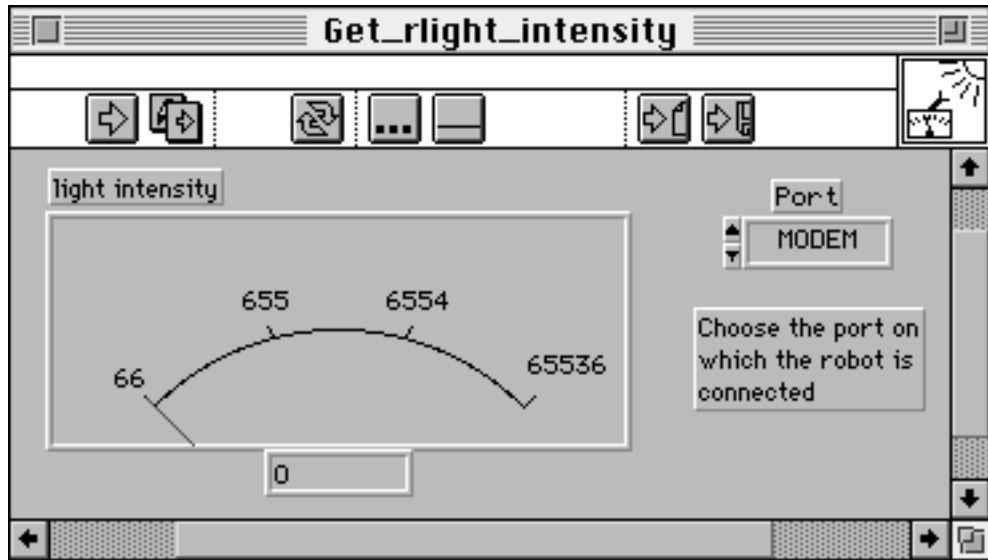 Get_rlight_intensity
light intensity
Port
MODEM
655
6554
66
65536
Choose the port on
which the robot is
connected
0